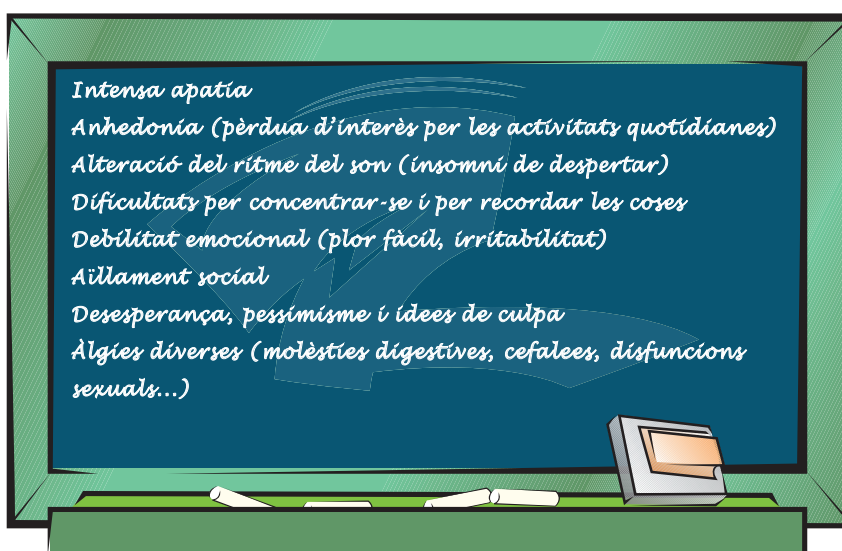 Intensa apatia
Anhedonia (pèrdua d’interès per les activitats quotidianes)
Alteració del ritme del son (insomni de despertar)
Dificultats per concentrar-se i per recordar les coses
Debilitat emocional (plor fàcil, irritabilitat)
Aïllament social
Desesperança, pessimisme i idees de culpa
Àlgies diverses (molèsties digestives, cefalees, disfuncions
sexuals...)